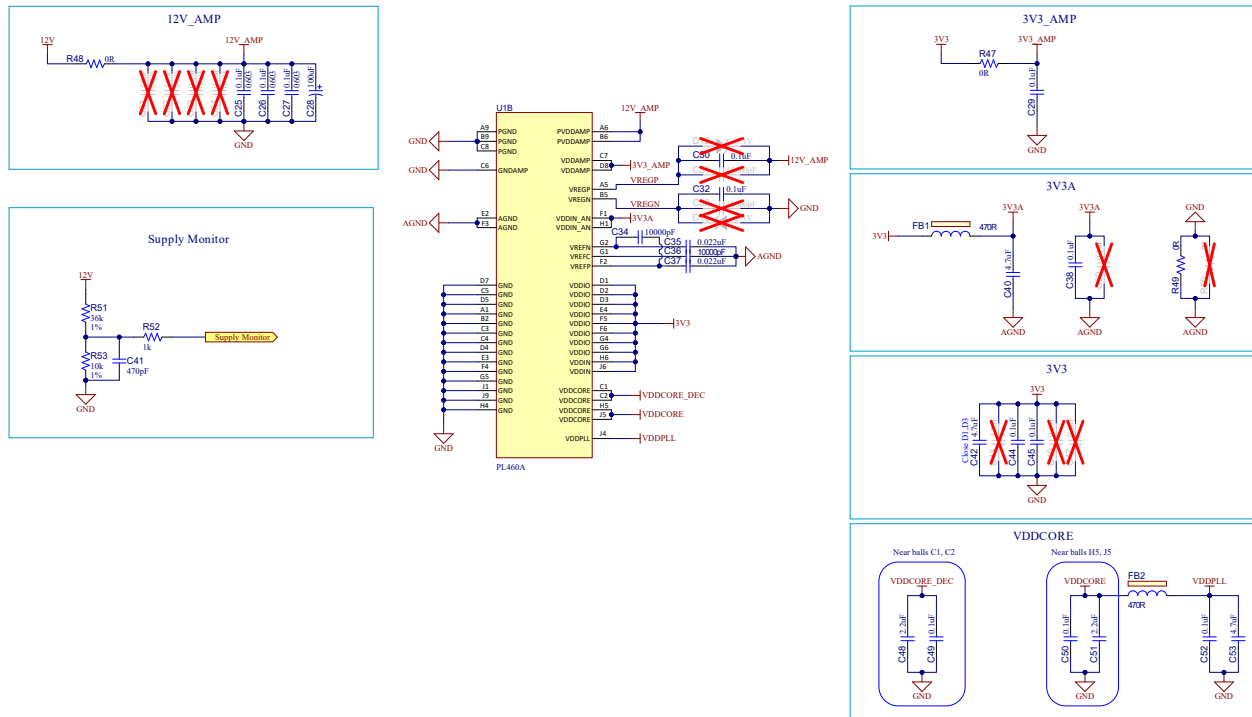 12V_AMP
12V
12V_AMP
R48
0R
C25
0.1uF
0603
C26
0.1uF
0603
C27
0.1uF
0603
C28
100uF
+
GND
Supply Monitor
12V
R51
36k
1%
R52
1k
Supply Monitor
R53
10k
1%
C41
470pF
GND
U1B
12V_AMP
GND
A9
PGND
B9
PGND
C8
PGND
GND
C6
GNDAMP
AGND
E2
AGND
F3
AGND
D7
GND
C5
GND
D5
GND
A1
GND
B2
GND
C3
GND
C4
GND
D4
GND
E3
GND
F4
GND
G5
GND
J1
GND
J9
GND
H4
GND
GND
PVDDAMP
A6
PVDDAMP
B6
VDDAMP
C7
VDDAMP
D8
3V3_AMP
VREGP
A5
VREGP
VREGN
B5
VREGN
VDDIN_AN
F1
VDDIN_AN
H1
3V3A
VREFN
G2
VREFC
G1
VREFP
F2
VDDIO
D1
VDDIO
D2
VDDIO
D3
VDDIO
E4
VDDIO
F5
VDDIO
F6
VDDIO
G4
VDDIO
G6
VDDIN
H6
VDDIN
J6
3V3
VDDCORE
C1
VDDCORE
C2
VDDCORE_DEC
VDDCORE
H5
VDDCORE
J5
VDDCORE
VDDPLL
J4
VDDPLL
PL460A
C50
0.1uF
12V_AMP
C32
0.1uF
GND
C34
10000pF
C35
0.022uF
C36
10000pF
C37
0.022uF
AGND
3V3_AMP
3V3
3V3_AMP
R47
0R
C29
0.1uF
GND
3V3A
3V3
FB1
470R
3V3A
C40
4.7uF
AGND
3V3A
C38
0.1uF
AGND
GND
R49
0R
AGND
3V3
3V3
Close D1,D3
C42
4.7uF
C44
0.1uF
C45
0.1uF
GND
VDDCORE
Near balls C1, C2
VDDCORE_DEC
C48
2.2uF
C49
0.1uF
GND
Near balls H5, J5
VDDCORE
C50
0.1uF
C51
2.2uF
GND
FB2
470R
VDDPLL
C52
0.1uF
C53
4.7uF
GND